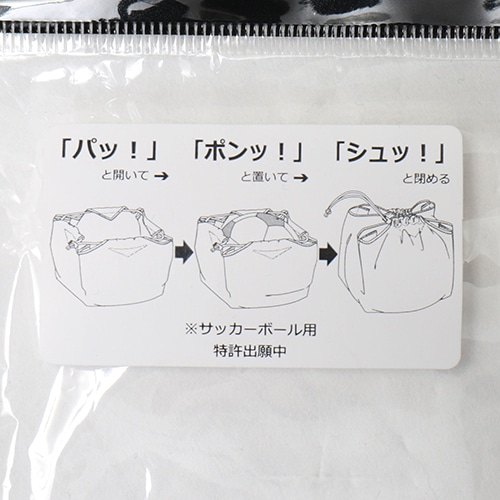 「パッ！」
と開いて→
「ポンッ！」
と置いて→
「シュッ！」
と閉める
※サッカーボール用
特許出願中